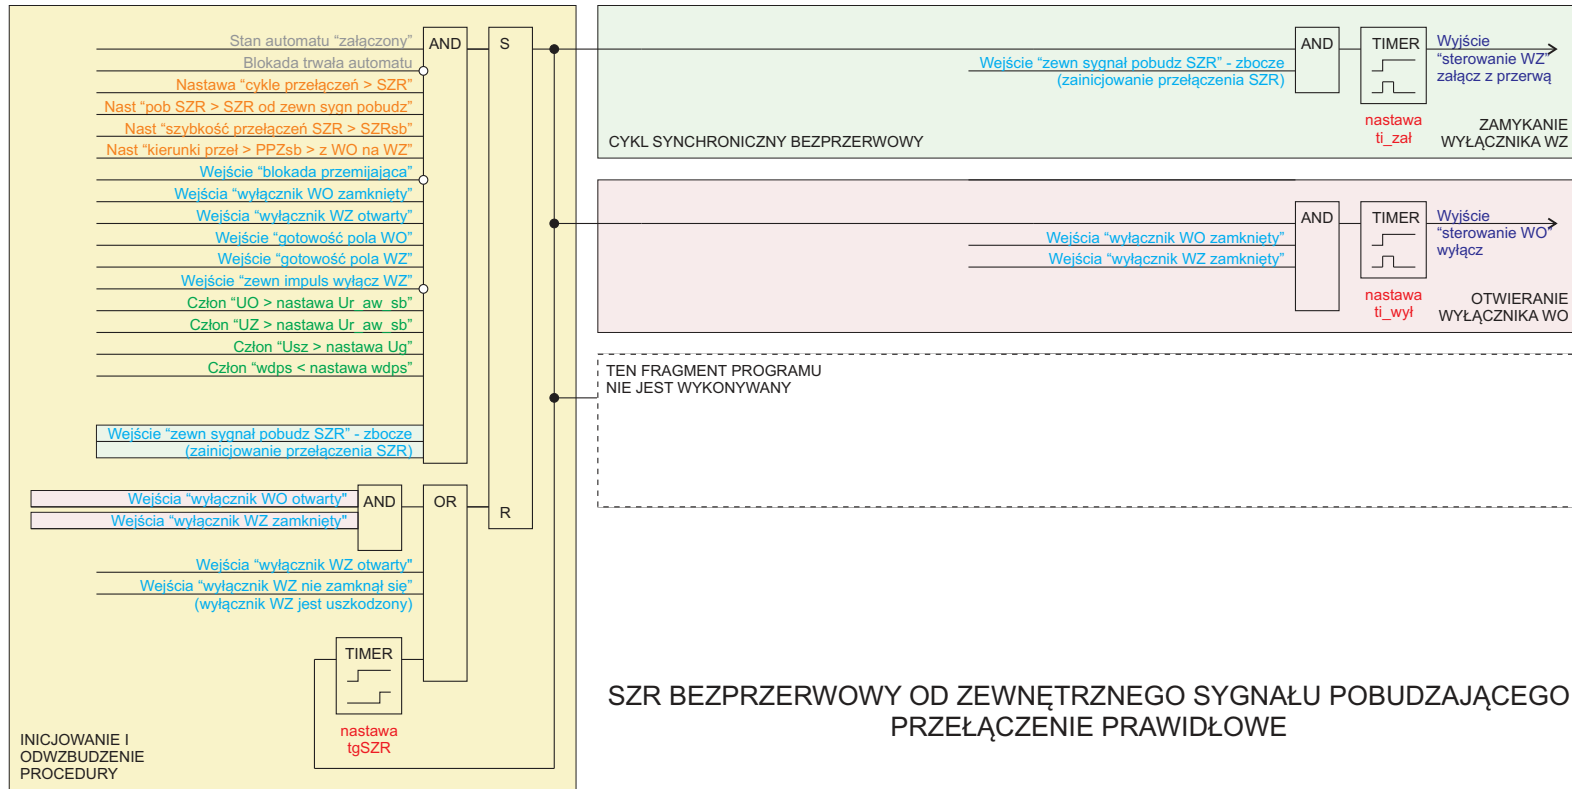 Stan automatu “załączony”
Blokada trwała automatu
Nastawa “cykle przełączeń > SZR”
Nast “pob SZR > SZR od zewn sygn pobudz”
Nast “szybkość przełączeń SZR > SZRsb”
Nast “kierunki przeł > PPZsb > z WO na WZ”
Wejście “blokada przemijająca”
Wejścia “wyłącznik WO zamknięty”
Wejścia “wyłącznik WZ otwarty”
Wejście “gotowość pola WO”
Wejście “gotowość pola WZ”
Wejście “zewn impuls wyłącz WZ”
Człon “UO > nastawa Ur_aw_sb”
Człon “UZ > nastawa Ur_aw_sb”
Człon “Usz > nastawa Ug”
Człon “wdps < nastawa wdps”
Wejście “zewn sygnał pobudz SZR” - zbocze
(zainicjowanie przełączenia SZR)
AND
S
R
Wejścia “wyłącznik WO otwarty"
Wejścia “wyłącznik WZ zamknięty"
AND
OR
Wejścia “wyłącznik WZ otwarty"
Wejścia “wyłącznik WZ nie zamknął się”
(wyłącznik WZ jest uszkodzony)
TIMER
nastawa
tgSZR
INICJOWANIE I
ODWZBUDZENIE
PROCEDURY
Wejście “zewn sygnał pobudz SZR” - zbocze
(zainicjowanie przełączenia SZR)
AND
TIMER
Wyjście
“sterowanie WZ”
załącz z przerwą
nastawa
ti_zał
CYKL SYNCHRONICZNY BEZPRZERWOWY
ZAMYKANIE
WYŁĄCZNIKA WZ
Wejścia “wyłącznik WO zamknięty”
Wejścia “wyłącznik WZ zamknięty”
AND
TIMER
Wyjście
“sterowanie WO”
wyłącz
nastawa
ti_wył
OTWIERANIE
WYŁĄCZNIKA WO
TEN FRAGMENT PROGRAMU
NIE JEST WYKONYWANY
SZR BEZPRZERWOWY OD ZEWNĘTRZNEGO SYGNAŁU POBUDZAJĄCEGO
PRZEŁĄCZENIE PRAWIDŁOWE